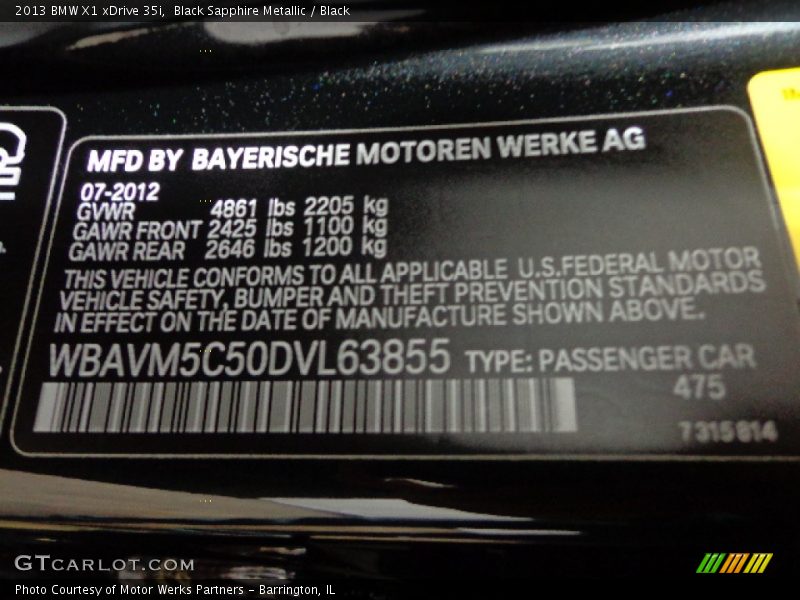 2013 BMW X1 xDrive 35i, Black Sapphire Metallic / Black
MFD BY BAYERISCHE MOTOREN WERKE AG
07-2012
GVWR 4861 lbs 2205 kg
GAWR FRONT 2425 lbs 1100 kg
GAWR REAR 2646 lbs 1200 kg
THIS VEHICLE CONFORMS TO ALL APPLICABLE U.S.FEDERAL MOTOR
VEHICLE SAFETY, BUMPER AND THEFT PREVENTION STANDARDS
IN EFFECT ON THE DATE OF MANUFACTURE SHOWN ABOVE.
WBAVM5C50DVL63855 TYPE: PASSENGER CAR
475
7315814
GTCARLOT.COM
Photo Courtesy of Motor Werks Partners - Barrington, IL